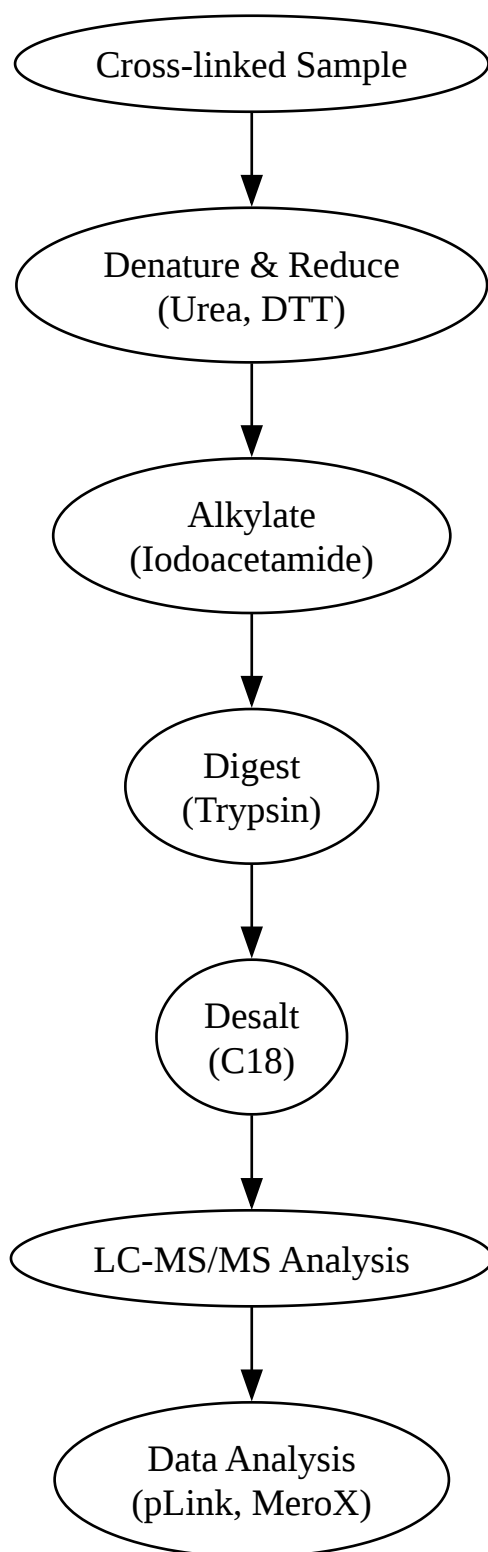 Cross-linked Sample
Denature & Reduce
(Urea, DTT)
Alkylate
(Iodoacetamide)
Digest
(Trypsin)
Desalt
(C18)
LC-MS/MS Analysis
Data Analysis
(pLink, MeroX)